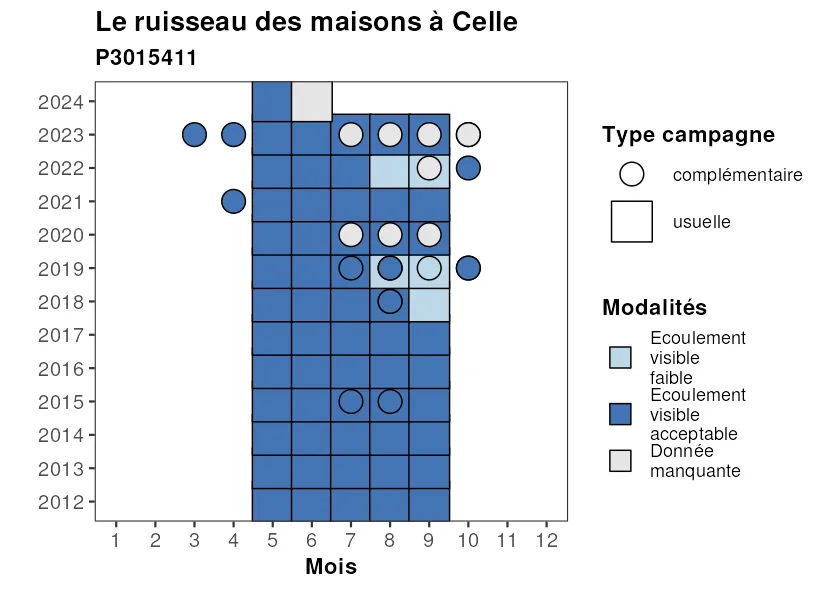 Le ruisseau des maisons à Celle
P3015411
2024
2023
2022
2021
2020
2019
2018
2017
2016
2015
2014
2013
2012
1 2 3 4 5 6 7 8 9 10 11 12
Mois
Type campagne
complémentaire
usuelle
Modalités
Ecoulement
visible
faible
Ecoulement
visible
acceptable
Donnée
manquante